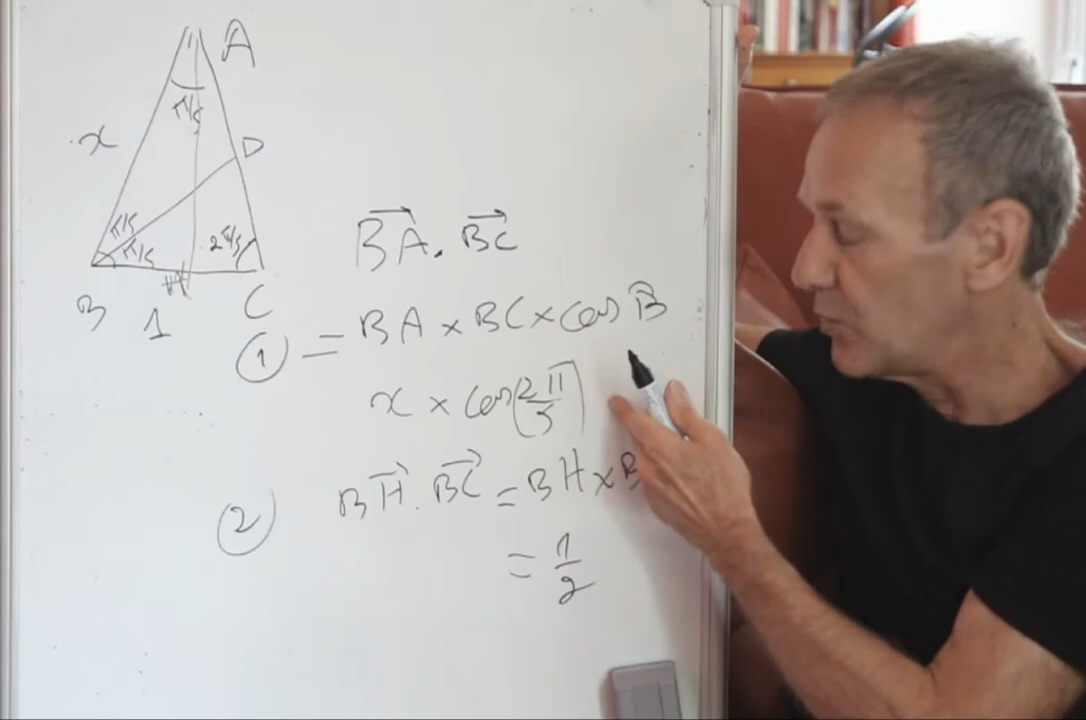 A
π/5
x
D
π/5
π/5
2π/5
H
B
1
C
BA⃗ . BC⃗
① = BA × BC × cos B̂
x × cos(2π/5)
② BH⃗ . BC⃗ = BH × B
= 1/2